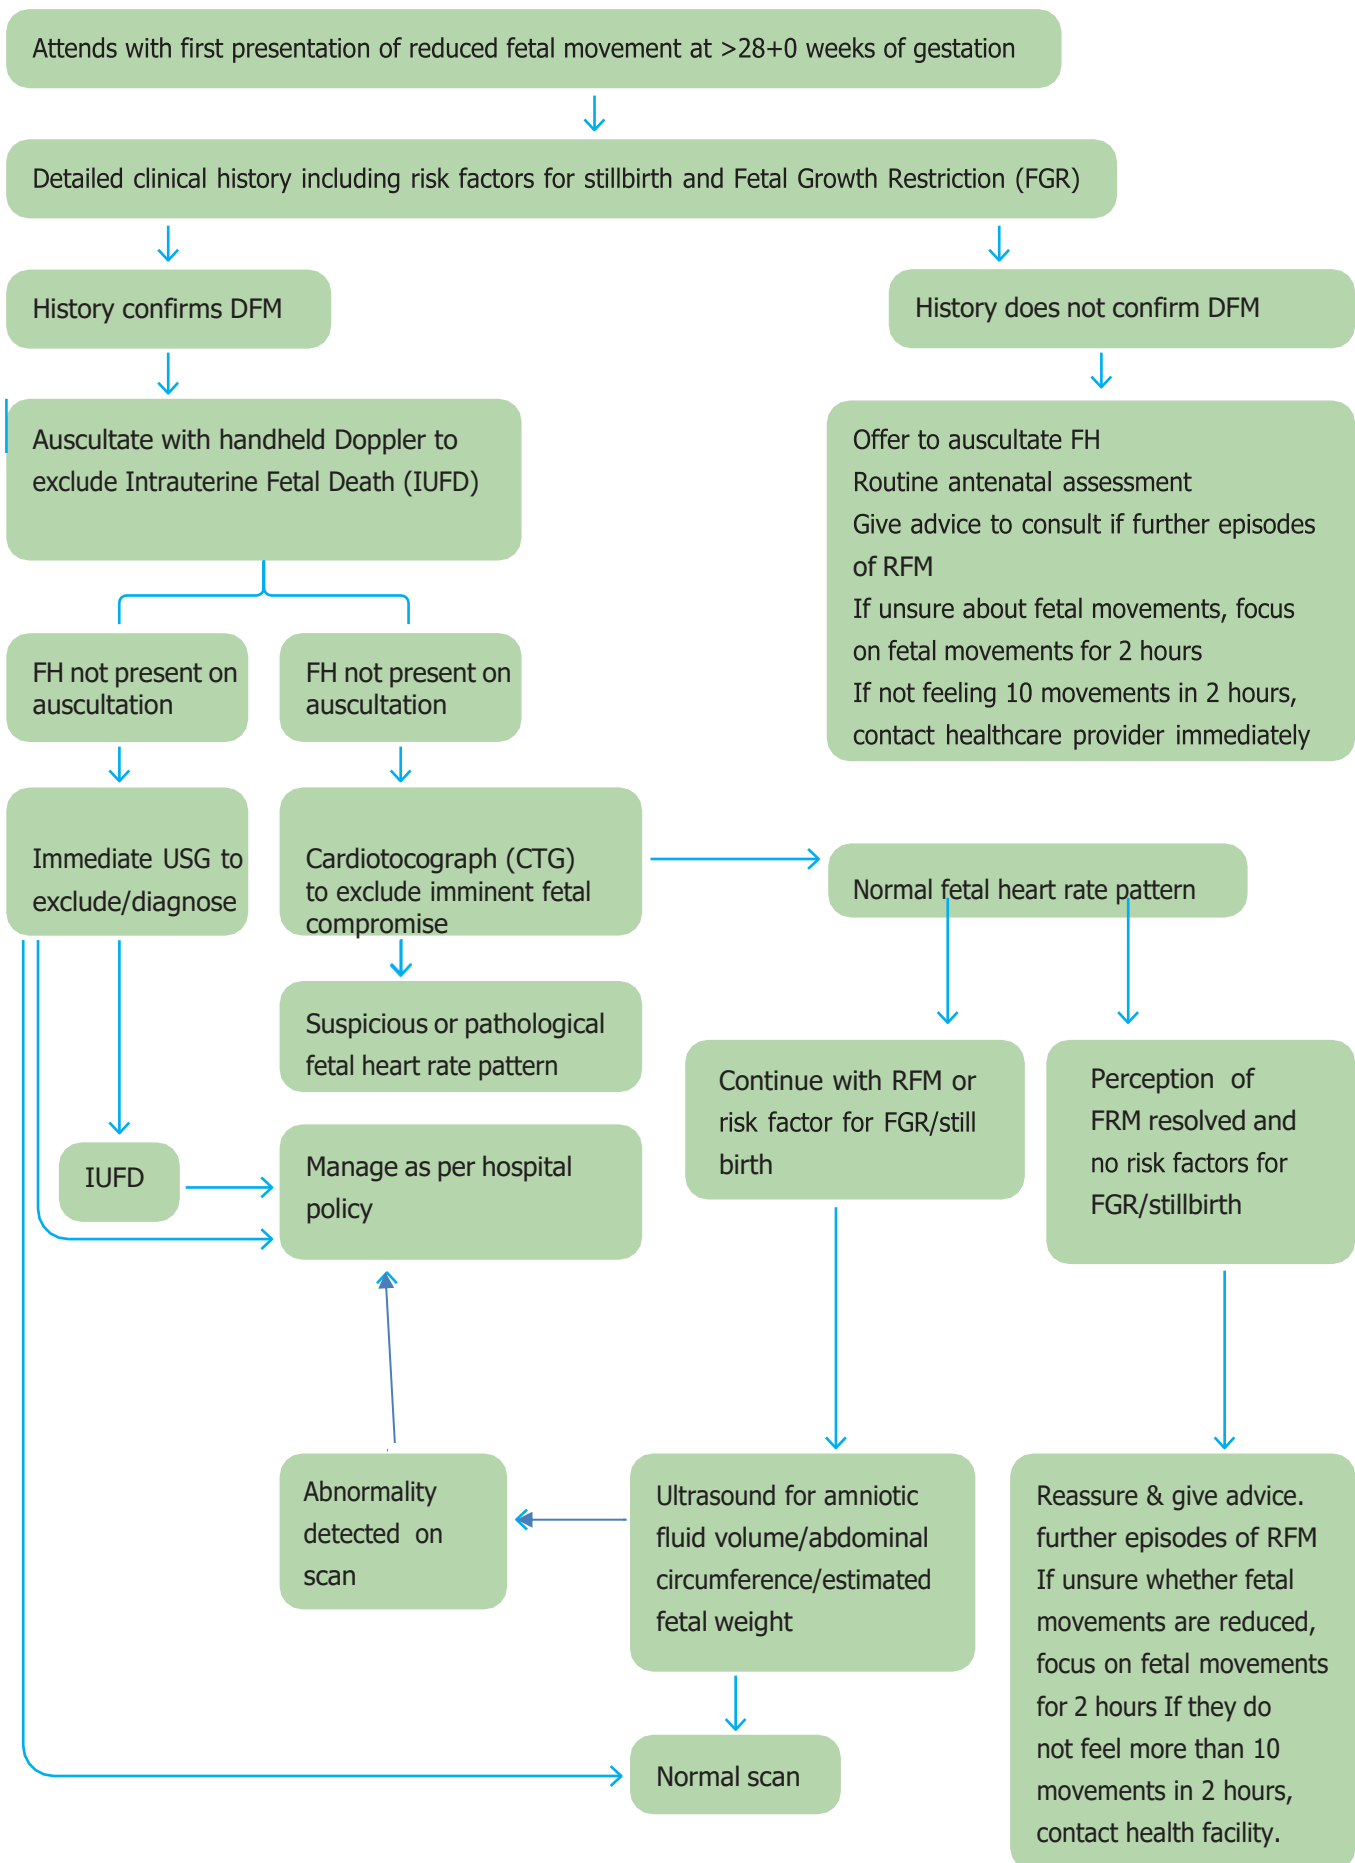 Attends with first presentation of reduced fetal movement at >28+0 weeks of gestation
Detailed clinical history including risk factors for stillbirth and Fetal Growth Restriction (FGR)
History confirms DFM
History does not confirm DFM
Auscultate with handheld Doppler to
exclude Intrauterine Fetal Death (IUFD)
Offer to auscultate FH
Routine antenatal assessment
Give advice to consult if further episodes
of RFM
If unsure about fetal movements, focus
on fetal movements for 2 hours
If not feeling 10 movements in 2 hours,
contact healthcare provider immediately
FH not present on
auscultation
FH not present on
auscultation
Immediate USG to
exclude/diagnose
Cardiotocograph (CTG)
to exclude imminent fetal
compromise
Normal fetal heart rate pattern
Suspicious or pathological
fetal heart rate pattern
Continue with RFM or
risk factor for FGR/still
birth
Perception of
FRM resolved and
no risk factors for
FGR/stillbirth
IUFD
Manage as per hospital
policy
Abnormality
detected on
scan
Ultrasound for amniotic
fluid volume/abdominal
circumference/estimated
fetal weight
Reassure & give advice.
further episodes of RFM
If unsure whether fetal
movements are reduced,
focus on fetal movements
for 2 hours If they do
not feel more than 10
movements in 2 hours,
contact health facility.
Normal scan